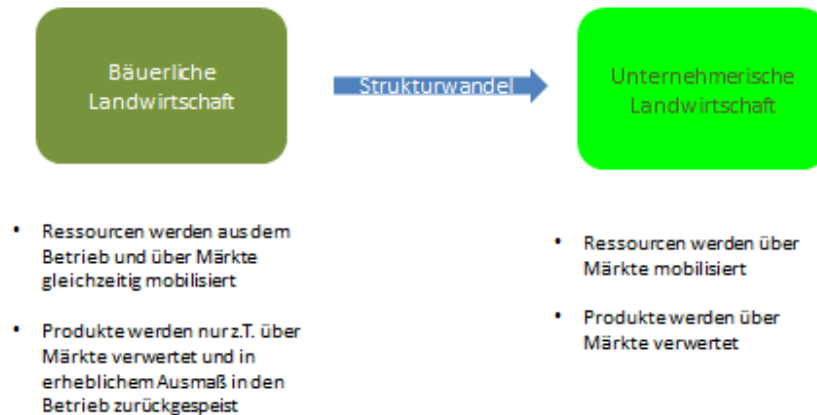 Bäuerliche
Landwirtschaft
Strukturwandel
Unternehmerische
Landwirtschaft
• Ressourcen werden aus dem
Betrieb und über Märkte
gleichzeitig mobilisiert
• Produkte werden nur z.T. über
Märkte verwertet und in
erheblichem Ausmaß in den
Betrieb zurückgespeist
• Ressourcen werden über
Märkte mobilisiert
• Produkte werden über
Märkte verwertet